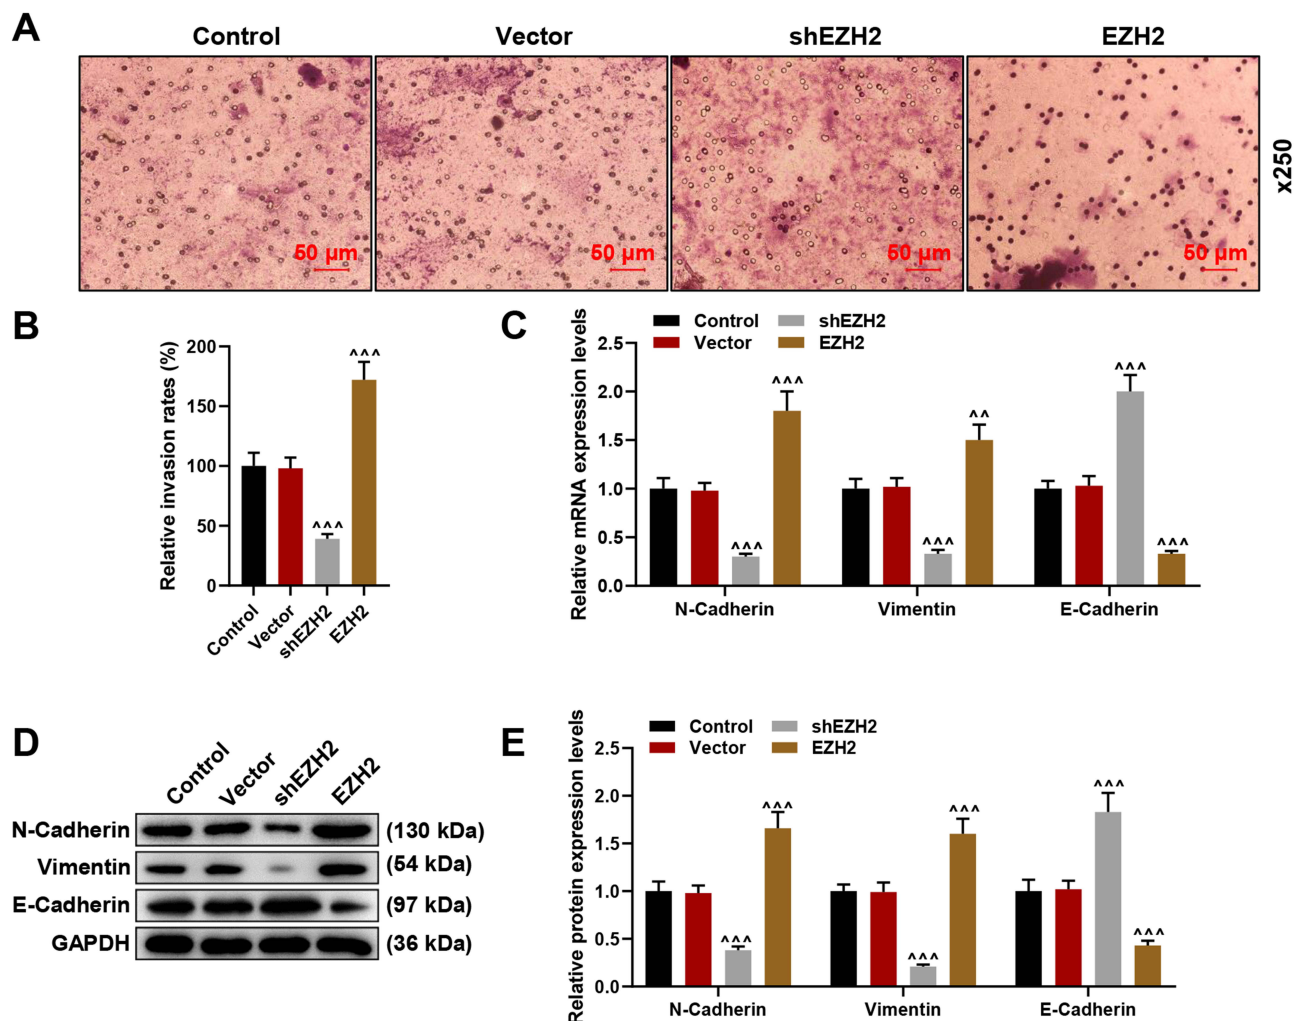 A
Control Vector shEZH2 EZH2
50 µm 50 µm 50 µm 50 µm
x250
B
Relative invasion rates (%)
200
150
100
50
0
^^^
^^^
Control Vector shEZH2 EZH2
C
Control shEZH2
Vector EZH2
Relative mRNA expression levels
2.5
2.0
1.5
1.0
0.5
0.0
^^^ ^^^ ^^^ ^^ ^^^ ^^^
N-Cadherin Vimentin E-Cadherin
D
Control Vector shEZH2 EZH2
N-Cadherin (130 kDa)
Vimentin (54 kDa)
E-Cadherin (97 kDa)
GAPDH (36 kDa)
E
Control shEZH2
Vector EZH2
Relative protein expression levels
2.5
2.0
1.5
1.0
0.5
0.0
^^^ ^^^ ^^^ ^^^ ^^^ ^^^
N-Cadherin Vimentin E-Cadherin